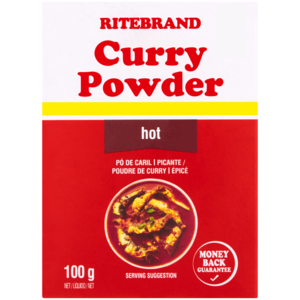 RITEBRAND
Curry
Powder
hot
PÓ DE CARIL | PICANTE /
POUDRE DE CURRY | ÉPICÉ
MONEY
BACK
GUARANTEE
100 g
NET / LÍQUIDO / NET
SERVING SUGGESTION